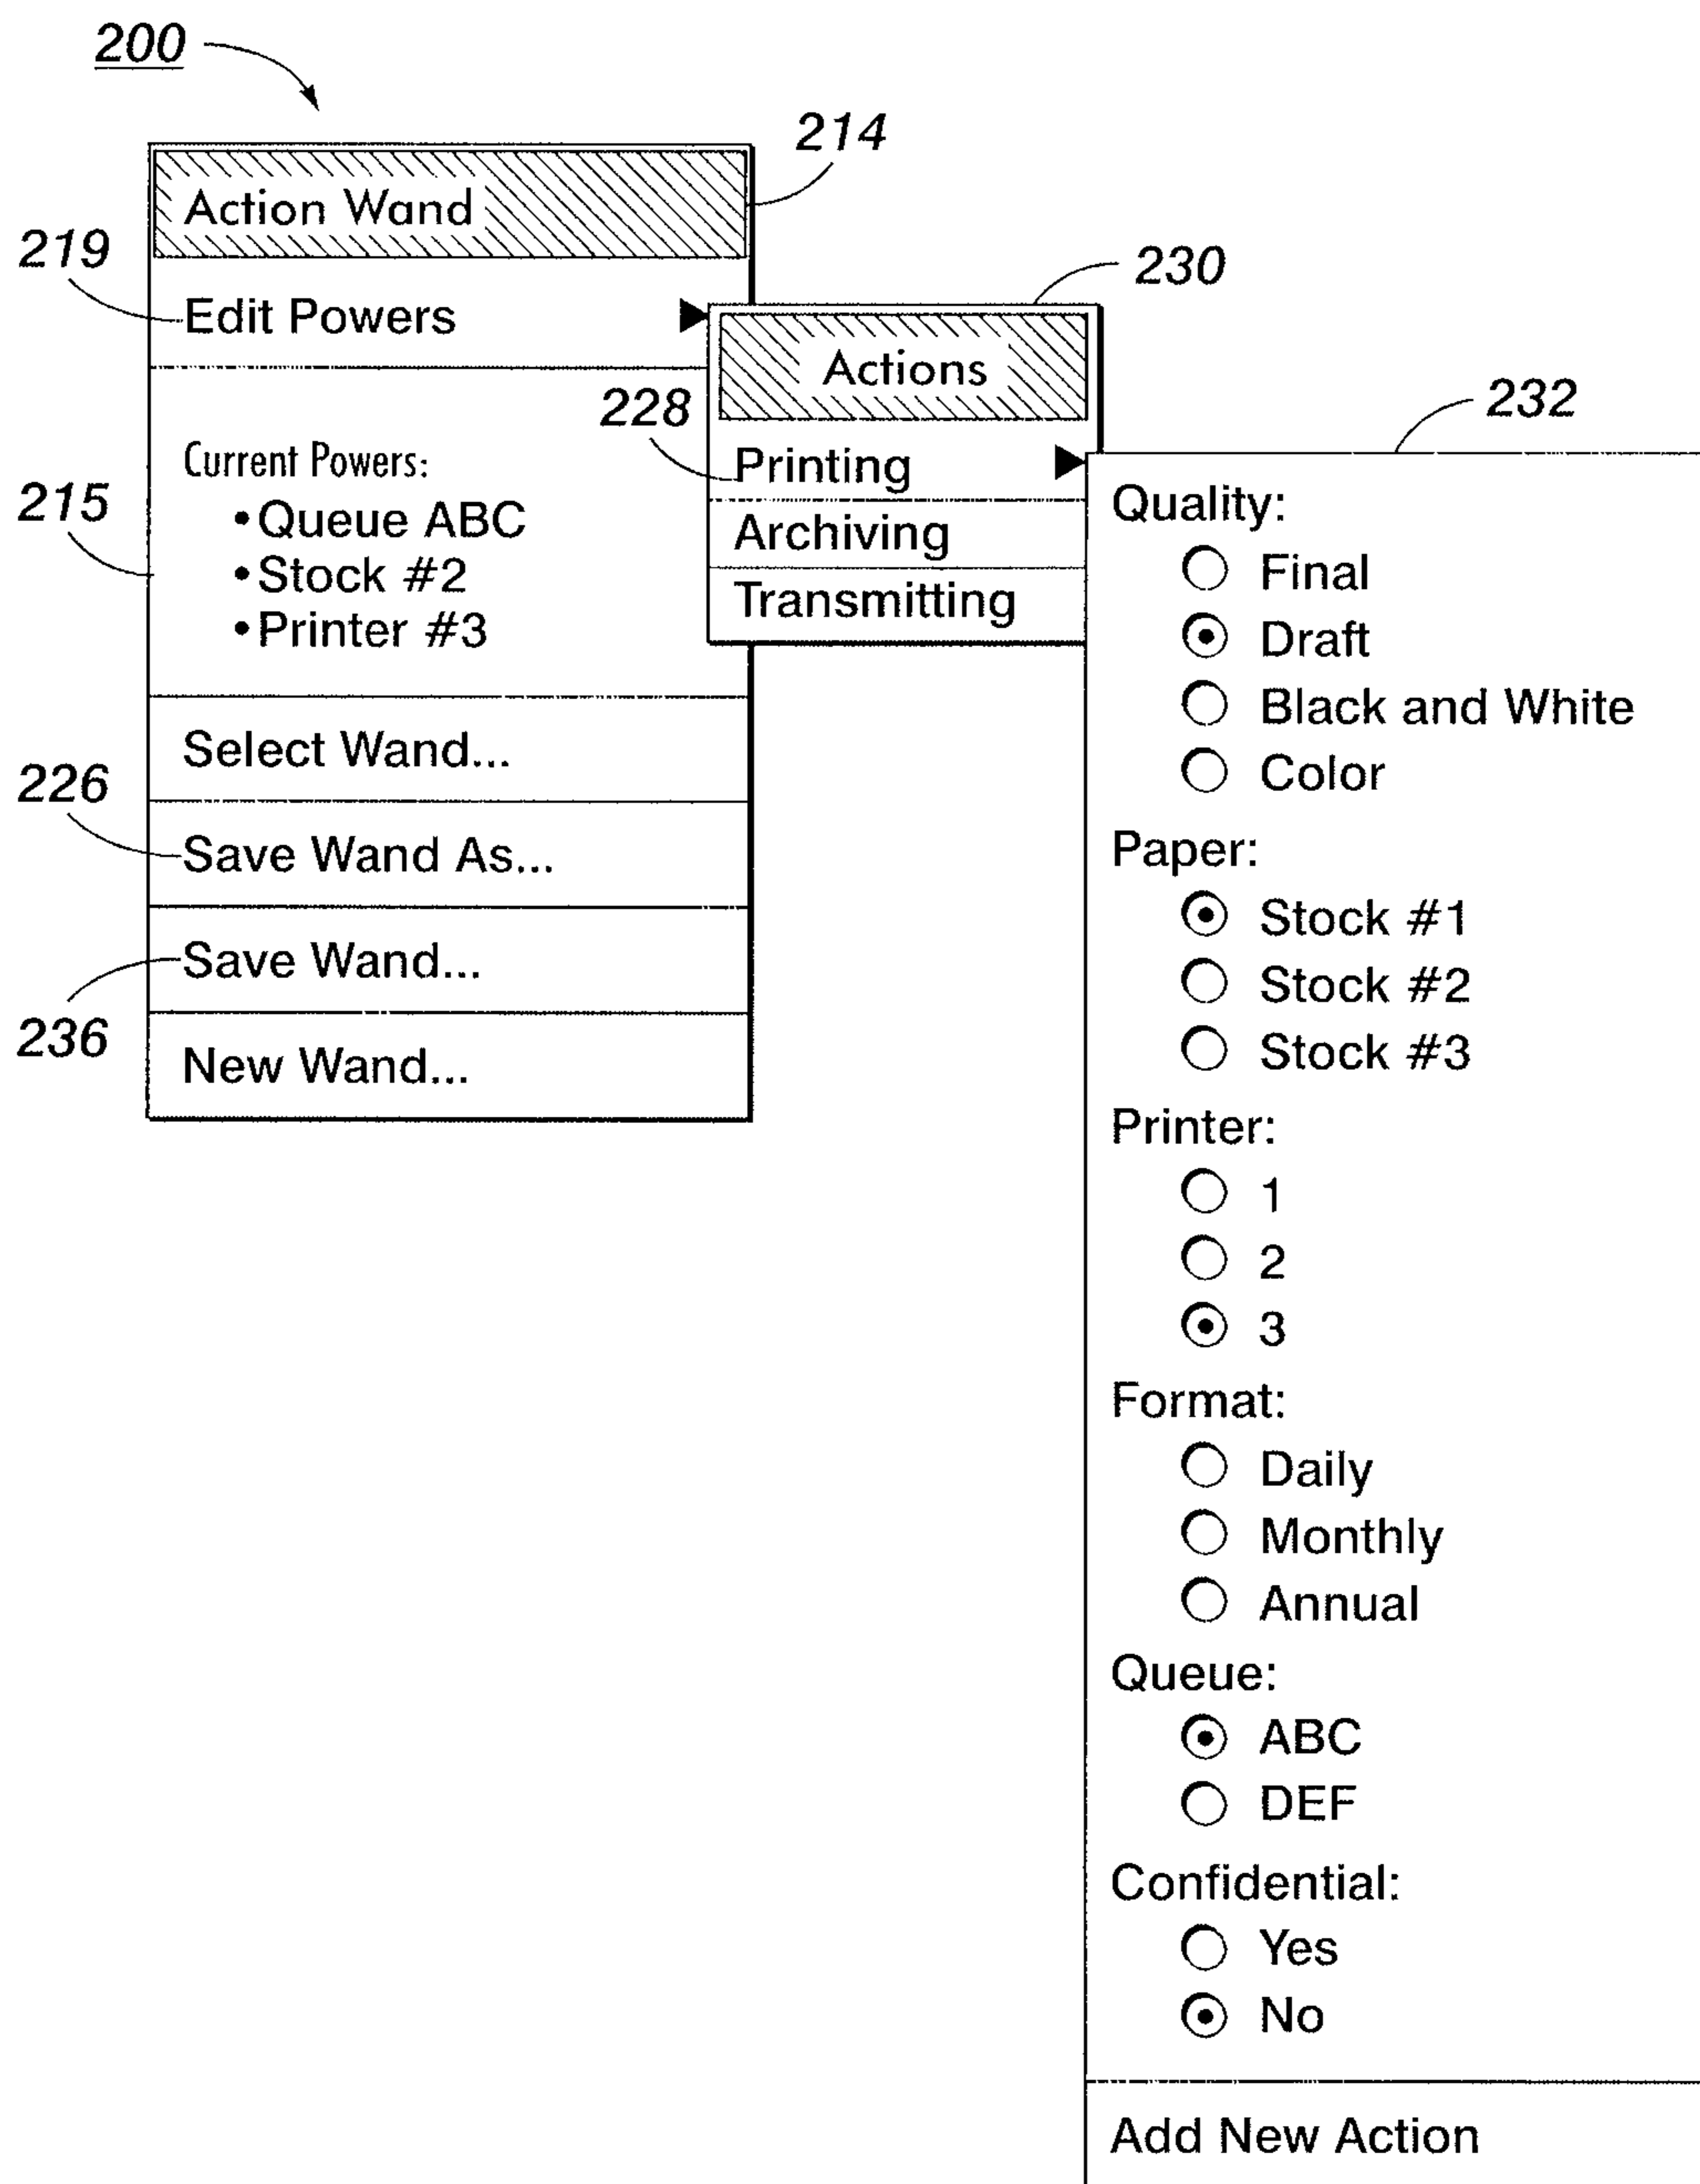 200
214
Action Wand
219
Edit Powers
230
Actions
228
Printing
Archiving
Transmitting
232
Current Powers:
215
•Queue ABC
•Stock #2
•Printer #3
Select Wand...
226
Save Wand As...
Save Wand...
236
New Wand...
Quality:
Final
Draft
Black and White
Color
Paper:
Stock #1
Stock #2
Stock #3
Printer:
1
2
3
Format:
Daily
Monthly
Annual
Queue:
ABC
DEF
Confidential:
Yes
No
Add New Action